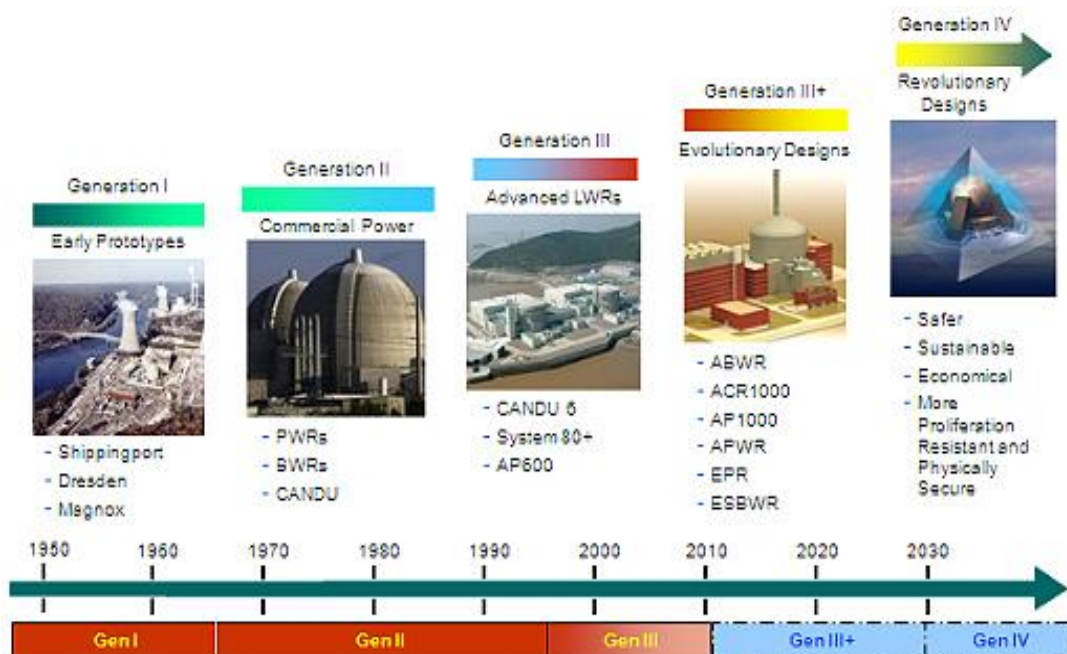 Generation I
Early Prototypes
- Shippingport
- Dresden
- Magnox
Generation II
Commercial Power
- PWRs
- BWRs
- CANDU
Generation III
Advanced LWRs
- CANDU 6
- System 80+
- AP600
Generation III+
Evolutionary Designs
- ABWR
- ACR1000
- AP1000
- APWR
- EPR
- ESBWR
Generation IV
Revolutionary
Designs
- Safer
- Sustainable
- Economical
- More
Proliferation
Resistant and
Physically
Secure
1950 1960 1970 1980 1990 2000 2010 2020 2030
Gen I Gen II Gen III Gen III+ Gen IV